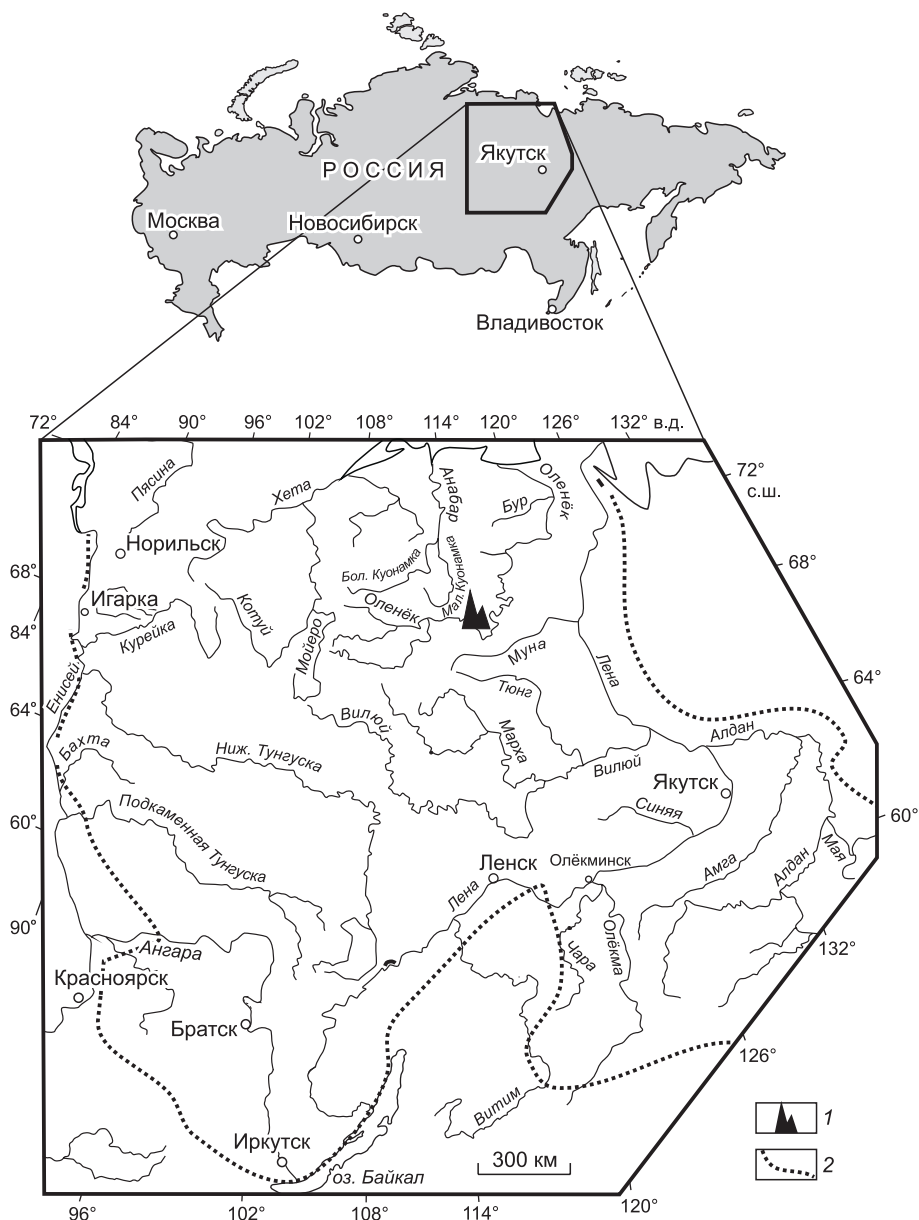 РОССИЯ
Якутск
Москва
Новосибирск
Владивосток
72°
84°
90°
96°
102°
108°
114°
120°
126°
132°
в.д.
72°
с.ш.
68°
64°
60°
132°
126°
120°
68°
84°
64°
60°
90°
96°
102°
108°
114°
Пясина
Хета
Анабар
Оленёк
Бур
Норильск
Бол. Куонамка
Мал. Куонамка
Игарка
Котуй
Оленёк
Курейка
Мойеро
Муна
Лена
Енисей
Тюнг
Вилюй
Бахта
Ниж. Тунгуска
Марха
Вилюй
Алдан
Якутск
Синяя
Подкаменная Тунгуска
Ленск
Олёкминск
Амга
Алдан
Мая
Лена
Чара
Олёкма
Ангара
Красноярск
Братск
Витим
Иркутск
оз. Байкал
300 км
1
2